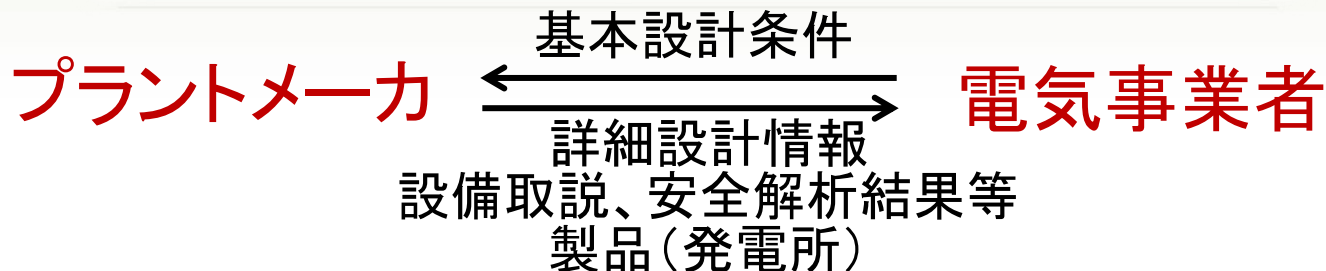 基本設計条件
プラントメーカ
電気事業者
詳細設計情報
設備取説、安全解析結果等
製品（発電所）